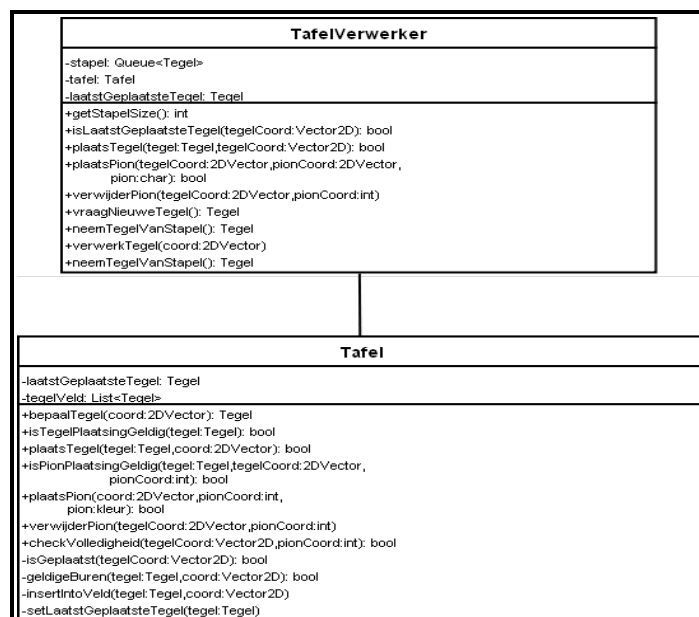 TafelVerwerker
-stapel: Queue<Tegel>
-tafel: Tafel
-laatstGeplaatsteTegel: Tegel
+getStapelSize(): int
+isLaatstGeplaatsteTegel(tegelCoord:Vector2D): bool
+plaatsTegel(tegel:Tegel,tegelCoord:Vector2D): bool
+plaatsPion(tegelCoord:2DVector,pionCoord:2DVector,
pion:char): bool
+verwijderPion(tegelCoord:2DVector,pionCoord:int)
+vraagNieuweTegel(): Tegel
+neemTegelVanStapel(): Tegel
+verwerkTegel(coord:2DVector)
+neemTegelVanStapel(): Tegel
Tafel
-laatstGeplaatsteTegel: Tegel
-tegelVeld: List<Tegel>
+bepaalTegel(coord:2DVector): Tegel
+isTegelPlaatsingGeldig(tegel:Tegel): bool
+plaatsTegel(tegel:Tegel,coord:2DVector): bool
+isPionPlaatsingGeldig(tegel:Tegel,tegelCoord:2DVector,
pionCoord:int): bool
+plaatsPion(coord:2DVector,pionCoord:int,
pion:kleur): bool
+verwijderPion(tegelCoord:2DVector,pionCoord:int)
+checkVolledigheid(tegelCoord:Vector2D,pionCoord:int): bool
-isGeplaatst(tegelCoord:Vector2D): bool
-geldigeBuren(tegel:Tegel,coord:Vector2D): bool
-insertIntoVeld(tegel:Tegel,coord:Vector2D)
-setLaatstGeplaatsteTegel(tegel:Tegel)